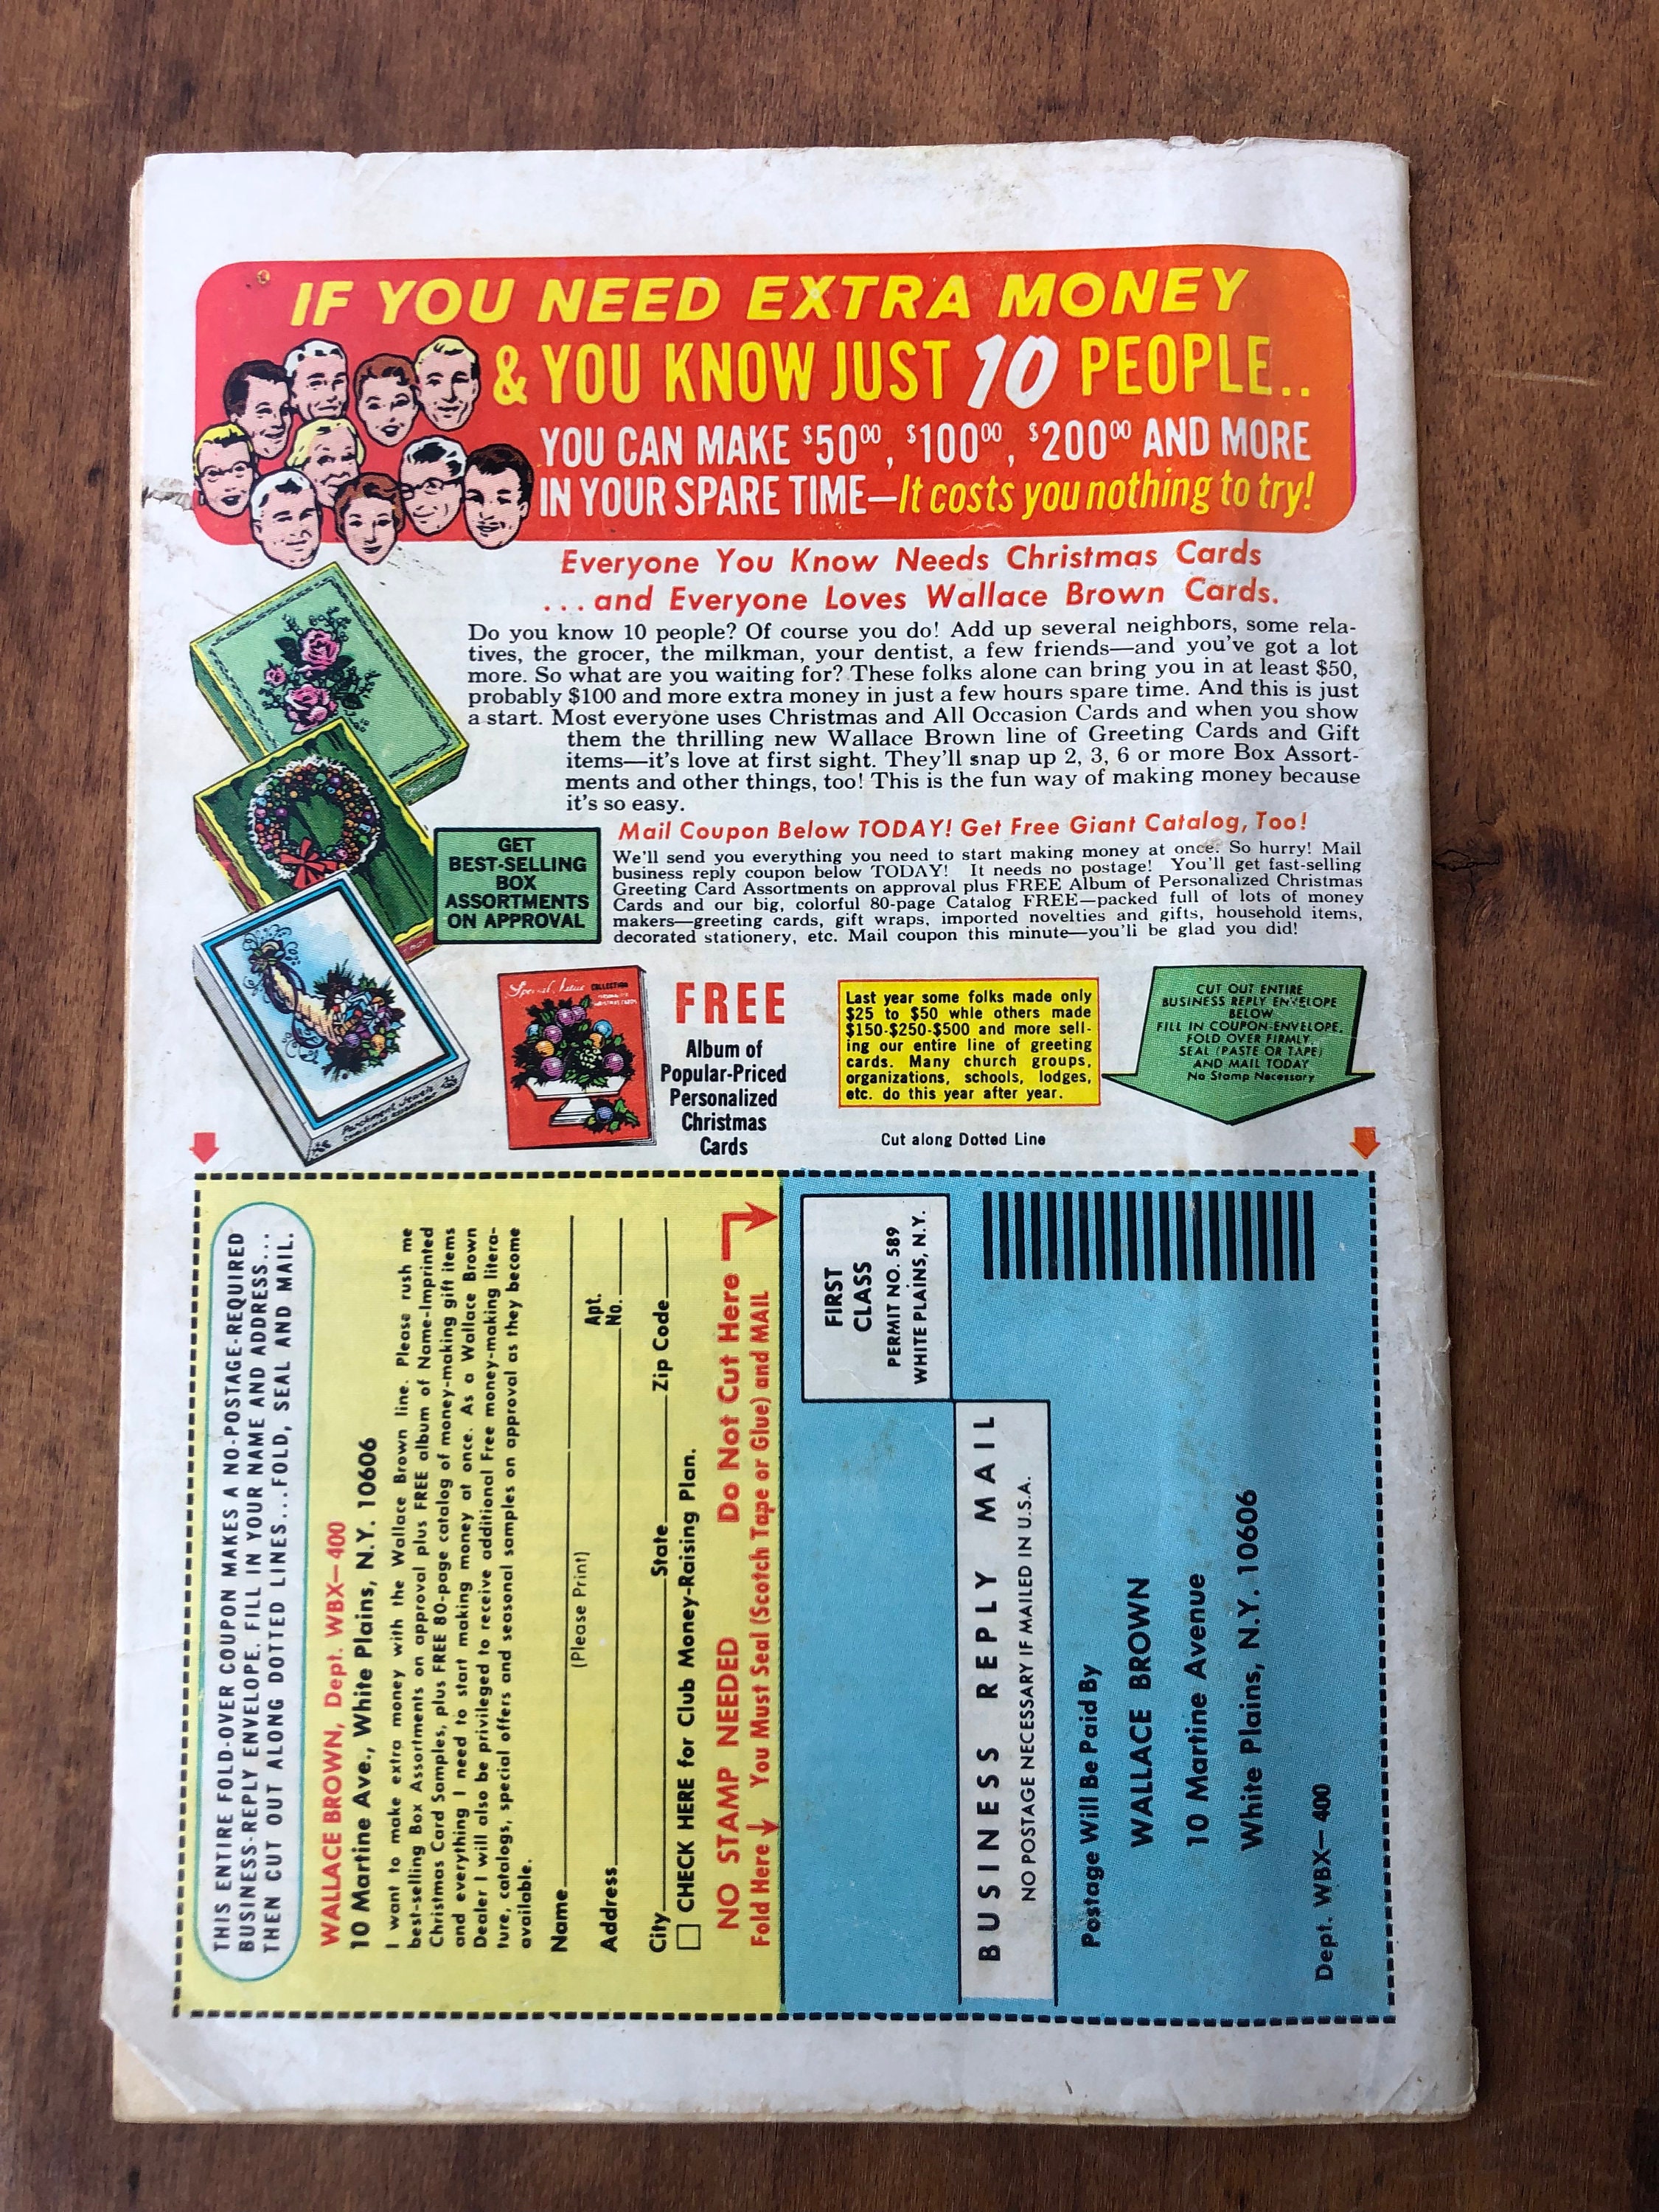 IF YOU NEED EXTRA MONEY
& YOU KNOW JUST 10 PEOPLE..
YOU CAN MAKE $50⁰⁰, $100⁰⁰, $200⁰⁰ AND MORE
IN YOUR SPARE TIME—It costs you nothing to try!
Everyone You Know Needs Christmas Cards
...and Everyone Loves Wallace Brown Cards.
Do you know 10 people? Of course you do! Add up several neighbors, some rela-
tives, the grocer, the milkman, your dentist, a few friends—and you've got a lot
more. So what are you waiting for? These folks alone can bring you in at least $50,
probably $100 and more extra money in just a few hours spare time. And this is just
a start. Most everyone uses Christmas and All Occasion Cards and when you show
them the thrilling new Wallace Brown line of Greeting Cards and Gift
items—it's love at first sight. They'll snap up 2, 3, 6 or more Box Assort-
ments and other things, too! This is the fun way of making money because
it's so easy.
GET
BEST-SELLING
BOX
ASSORTMENTS
ON APPROVAL
Mail Coupon Below TODAY! Get Free Giant Catalog, Too!
We'll send you everything you need to start making money at once. So hurry! Mail
business reply coupon below TODAY! It needs no postage! You'll get fast-selling
Greeting Card Assortments on approval plus FREE Album of Personalized Christmas
Cards and our big, colorful 80-page Catalog FREE—packed full of lots of money
makers—greeting cards, gift wraps, imported novelties and gifts, household items,
decorated stationery, etc. Mail coupon this minute—you'll be glad you did!
Special Issue COLLECTION
FREE
Album of
Popular-Priced
Personalized
Christmas
Cards
Last year some folks made only
$25 to $50 whle others made
$150-$250-$500 and more sell-
ing our entire line of greeting
cards. Many church groups,
organizations, schools, lodges,
etc. do this year after year.
CUT OUT ENTIRE
BUSINESS REPLY ENVELOPE
BELOW
FILL IN COUPON-ENVELOPE,
FOLD OVER FIRMLY,
SEAL (PASTE OR TAPE)
AND MAIL TODAY
No Stamp Necessary
Cut along Dotted Line
THIS ENTIRE FOLD-OVER COUPON MAKES A NO-POSTAGE-REQUIRED
BUSINESS-REPLY ENVELOPE. FILL IN YOUR NAME AND ADDRESS...
THEN CUT OUT ALONG DOTTED LINES...FOLD, SEAL AND MAIL.
WALLACE BROWN, Dept. WBX—400
10 Martine Ave., White Plains, N.Y. 10606
I want to make extra money with the Wallace Brown line. Please rush me
best-selling Box Assortments on approval plus FREE album of Name-Imprinted
Christmas Card Samples, plus FREE 80-page catalog of money-making gift items
and everything I need to start making money at once. As a Wallace Brown
Dealer I will also be privileged to receive additional Free money-making litera-
ture, catalogs, special offers and seasonal samples on approval as they become
available.
Name
(Please Print)
Address Apt. No.
City State Zip Code
CHECK HERE for Club Money-Raising Plan.
NO STAMP NEEDED Do Not Cut Here
Fold Here You Must Seal (Scotch Tape or Glue) and MAIL
FIRST
CLASS
PERMIT NO. 589
WHITE PLAINS, N.Y.
BUSINESS REPLY MAIL
NO POSTAGE NECESSARY IF MAILED IN U.S.A.
Postage Will Be Paid By
WALLACE BROWN
10 Martine Avenue
White Plains, N.Y. 10606
Dept. WBX—400